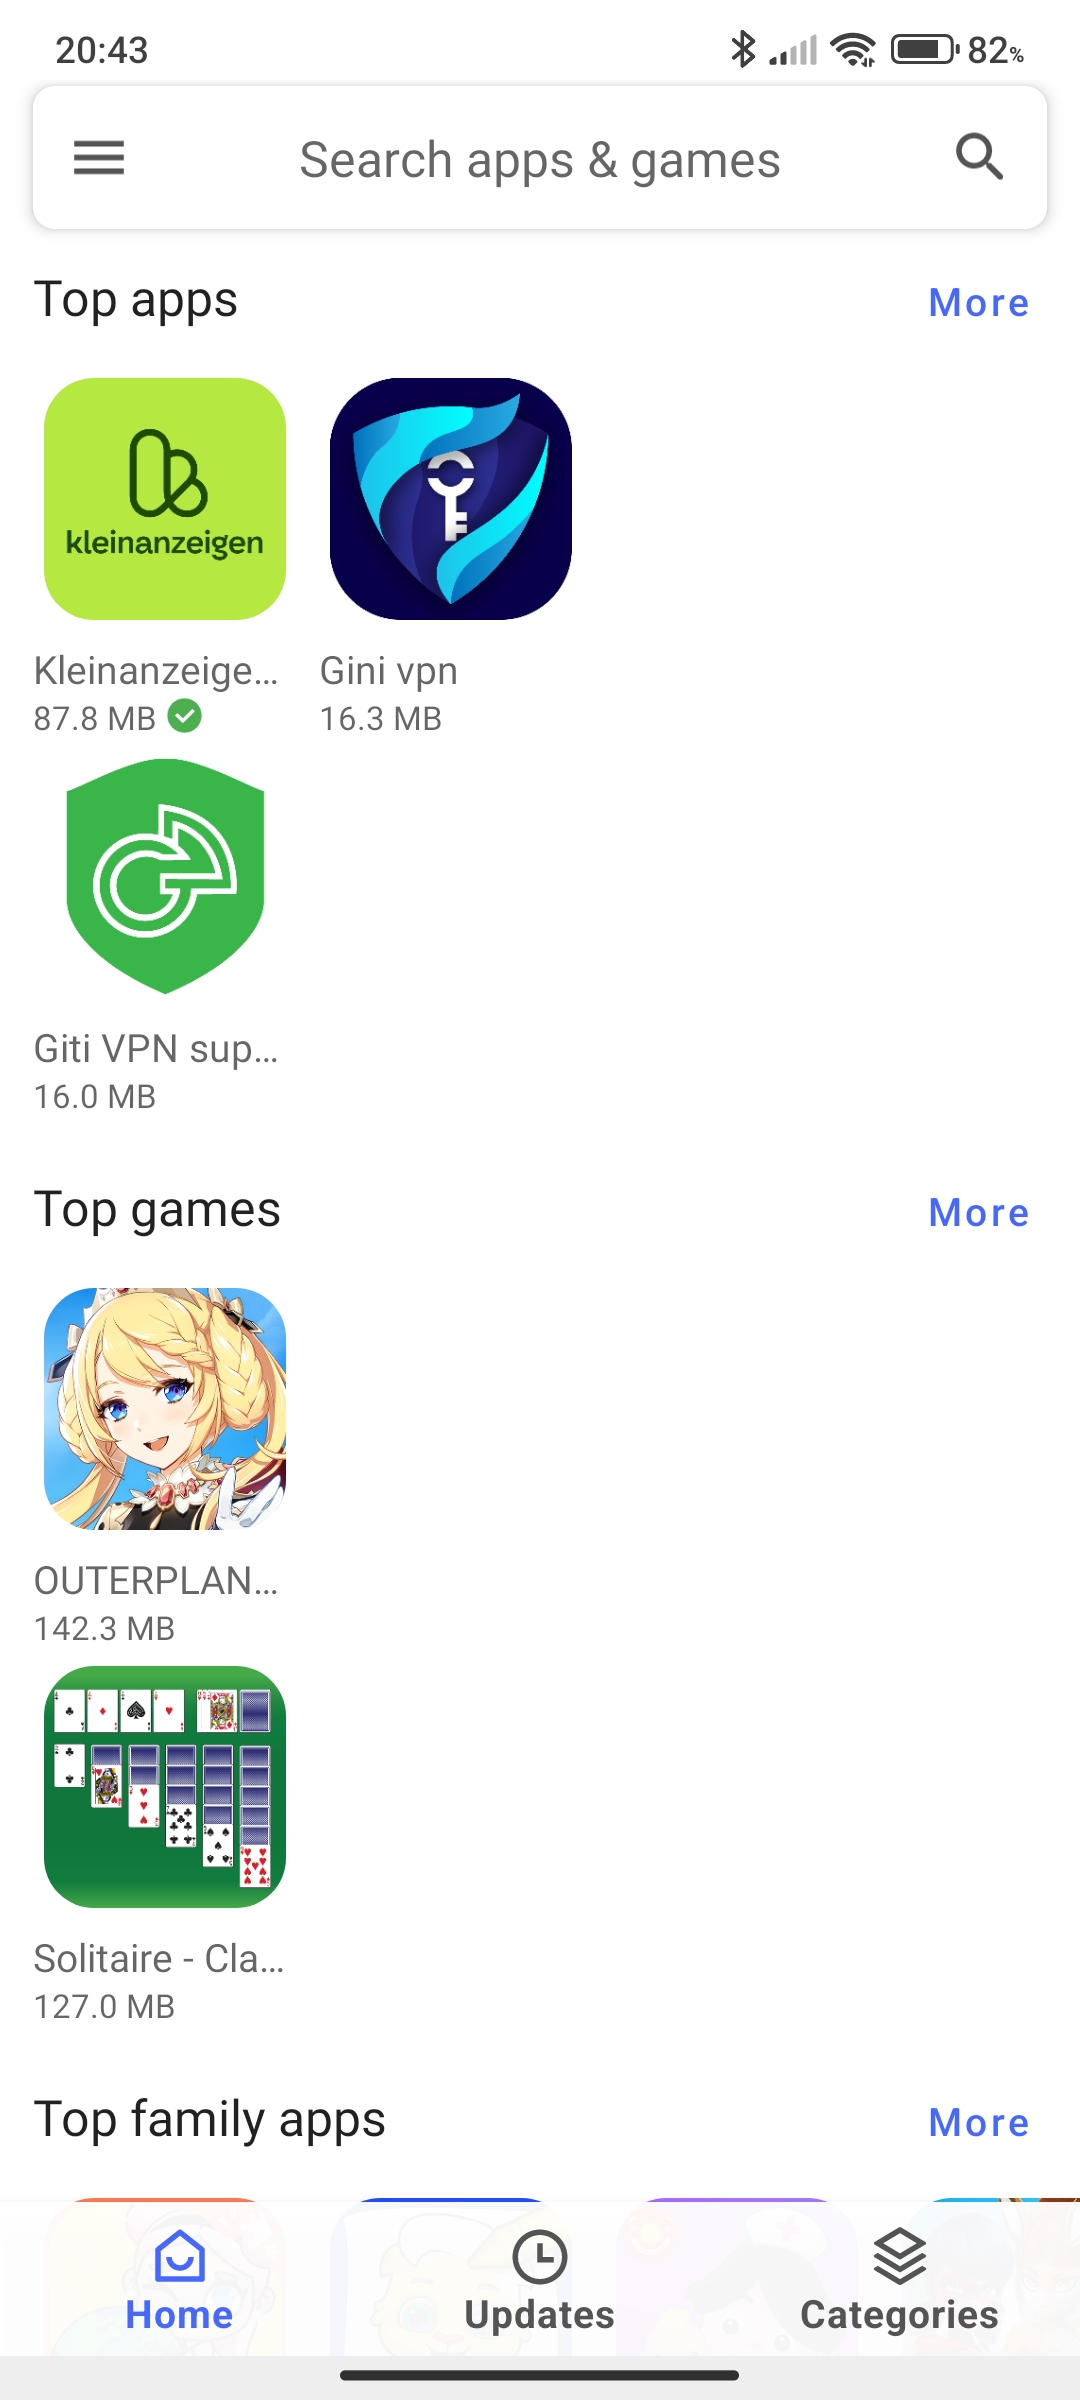 20:43
82%
Search apps & games
Top apps
More
kleinanzeigen
Kleinanzeige...
87.8 MB
Gini vpn
16.3 MB
Giti VPN sup...
16.0 MB
Top games
More
OUTERPLAN...
142.3 MB
Solitaire - Cla...
127.0 MB
Top family apps
More
Home
Updates
Categories